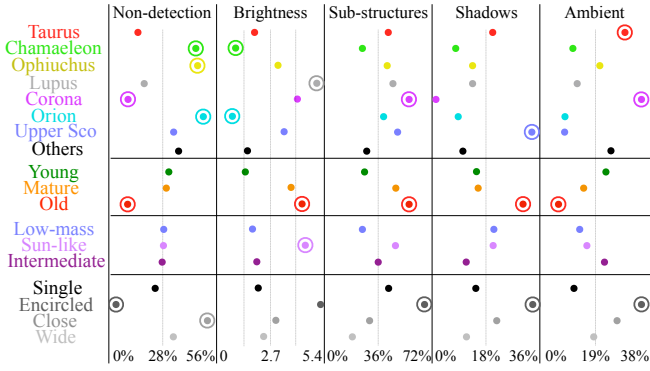 Non-detection Brightness Sub-structures Shadows Ambient
Taurus
Chamaeleon
Ophiuchus
Lupus
Corona
Orion
Upper Sco
Others
Young
Mature
Old
Low-mass
Sun-like
Intermediate
Single
Encircled
Close
Wide
0% 28% 56% 0 2.7 5.4 0% 36% 72% 0% 18% 36% 0% 19% 38%